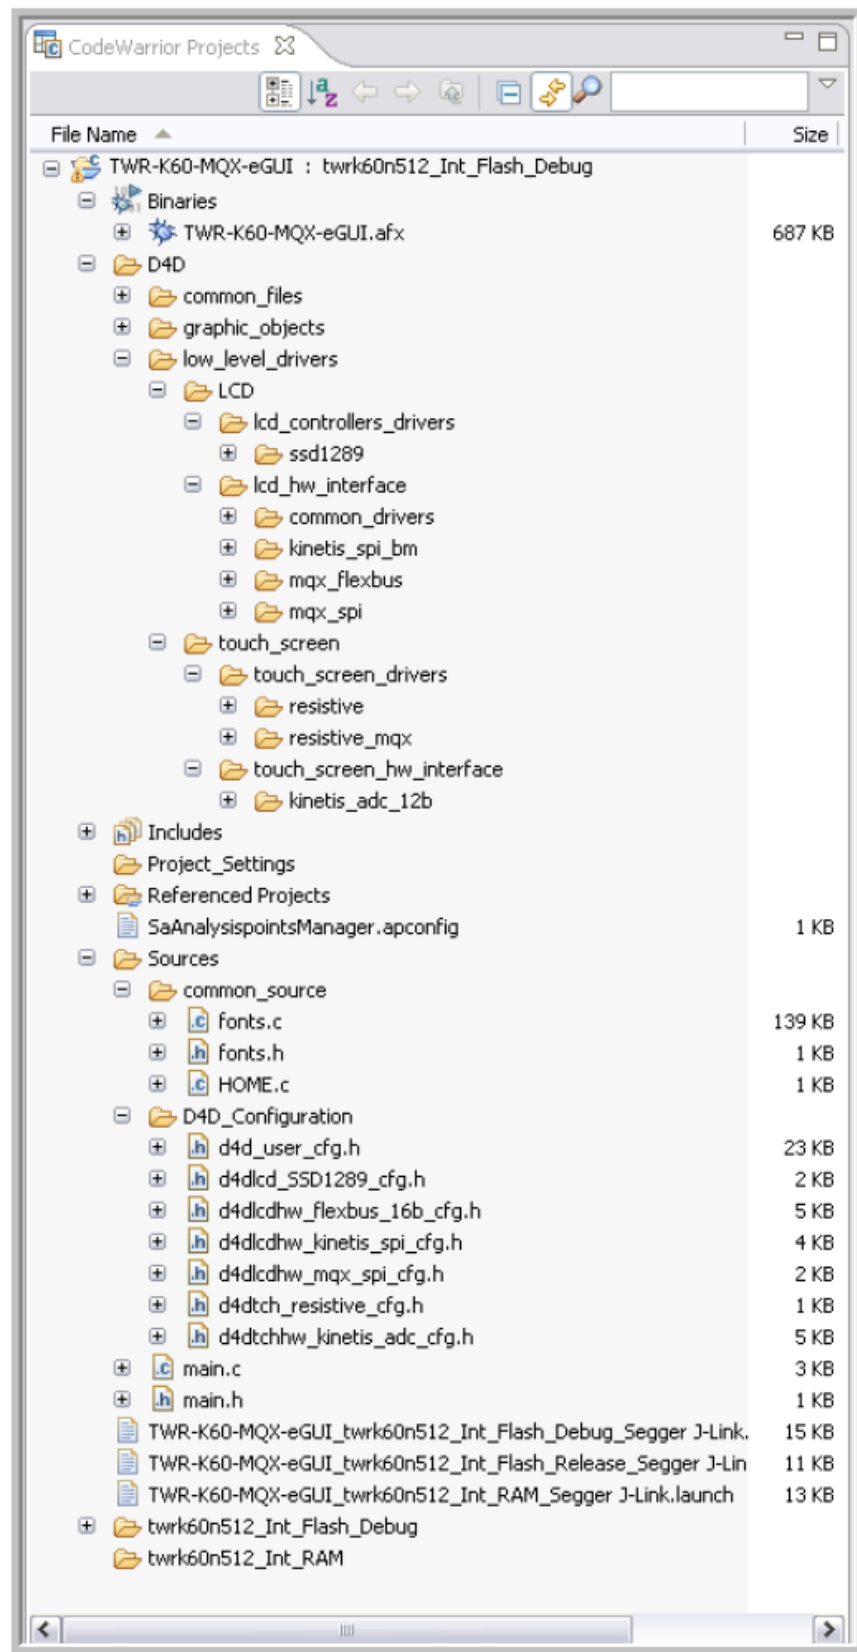 CodeWarrior Projects
File Name Size
TWR-K60-MQX-eGUI : twrk60n512_Int_Flash_Debug
Binaries
TWR-K60-MQX-eGUI.afx 687 KB
D4D
common_files
graphic_objects
low_level_drivers
LCD
lcd_controllers_drivers
ssd1289
lcd_hw_interface
common_drivers
kinetis_spi_bm
mqx_flexbus
mqx_spi
touch_screen
touch_screen_drivers
resistive
resistive_mqx
touch_screen_hw_interface
kinetis_adc_12b
Includes
Project_Settings
Referenced Projects
SaAnalysispointsManager.apconfig 1 KB
Sources
common_source
fonts.c 139 KB
fonts.h 1 KB
HOME.c 1 KB
D4D_Configuration
d4d_user_cfg.h 23 KB
d4dlcd_SSD1289_cfg.h 2 KB
d4dlcdhw_flexbus_16b_cfg.h 5 KB
d4dlcdhw_kinetis_spi_cfg.h 4 KB
d4dlcdhw_mqx_spi_cfg.h 2 KB
d4dtch_resistive_cfg.h 1 KB
d4dtchhw_kinetis_adc_cfg.h 5 KB
main.c 3 KB
main.h 1 KB
TWR-K60-MQX-eGUI_twrk60n512_Int_Flash_Debug_Segger J-Link. 15 KB
TWR-K60-MQX-eGUI_twrk60n512_Int_Flash_Release_Segger J-Lin 11 KB
TWR-K60-MQX-eGUI_twrk60n512_Int_RAM_Segger J-Link.launch 13 KB
twrk60n512_Int_Flash_Debug
twrk60n512_Int_RAM